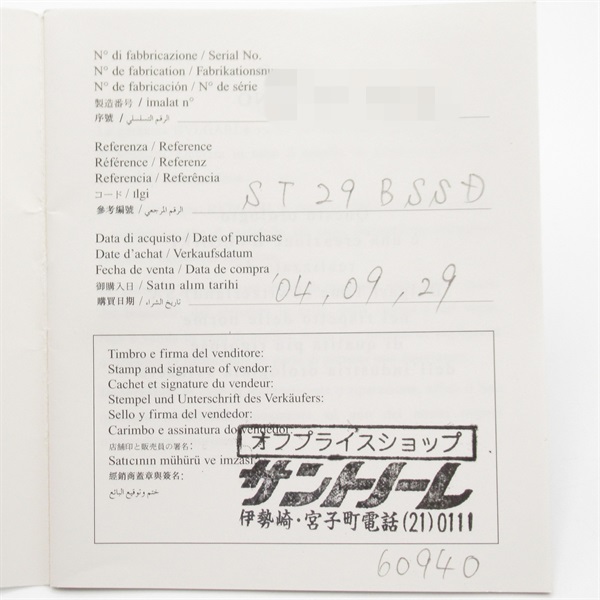 N° di fabbricazione / Serial No.
N° de fabrication / Fabrikationsnu
N° de fabricación / N° de série
製造番号 / imalat n°
序號 / الرقم التسلسلي
Referenza / Reference
Référence / Referenz
Referencia / Referência
コード / ılgi
參考編號 / الرقم المرجعي
ST29BSSD
Data di acquisto / Date of purchase
Date d'achat / Verkaufsdatum
Fecha de venta / Data de compra
御購入日 / Satın alım tarihi
購買日期 / تاريخ الشراء
'04,09,29
Timbro e firma del venditore:
Stamp and signature of vendor:
Cachet et signature du vendeur:
Stempel und Unterschrift des Verkäufers:
Sello y firma del vendedor:
Carimbo e assinatura do vendedor:
店舗印と販売員の署名:
Satıcının mühürü ve imzası
經銷商蓋章與簽名:
ختم وتوقيع البائع:
オフプライスショップ
サントノーレ
伊勢崎・宮子町電話(21)0111
60940